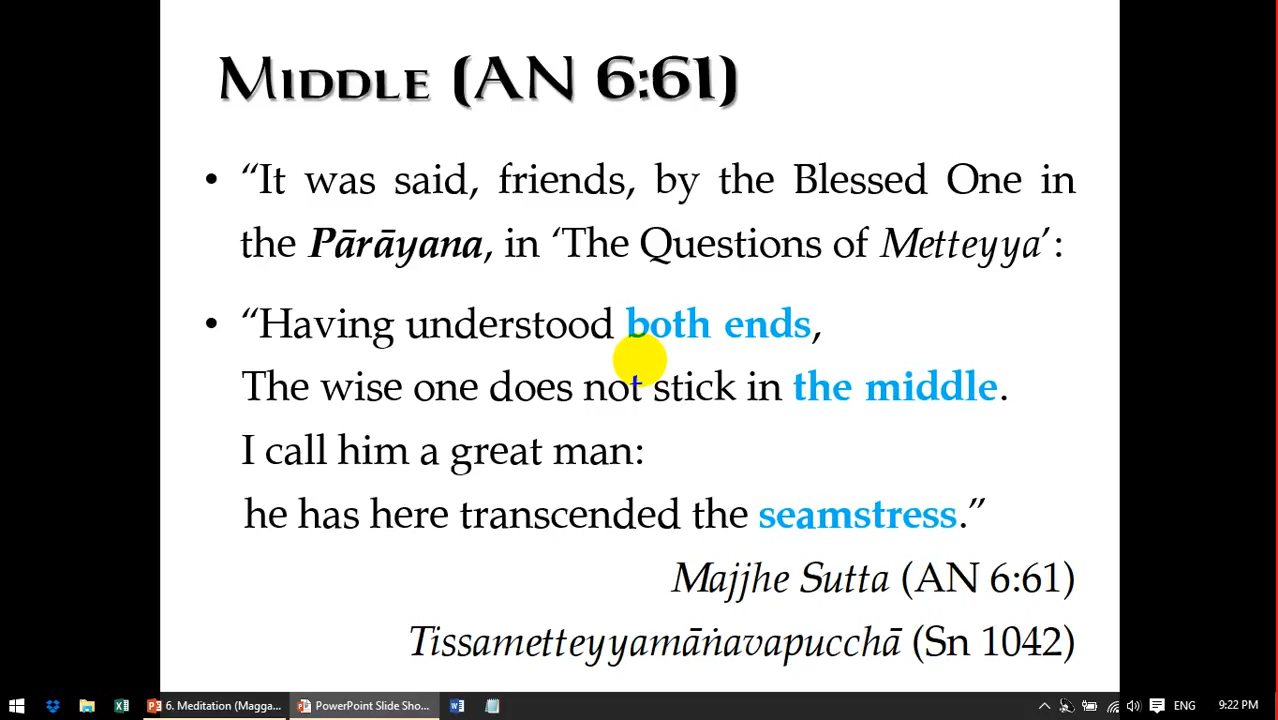 MIDDLE (AN 6:61)
• “It was said, friends, by the Blessed One in
the Pārāyana, in ‘The Questions of Metteyya’:
• “Having understood both ends,
The wise one does not stick in the middle.
I call him a great man:
he has here transcended the seamstress.”
Majjhe Sutta (AN 6:61)
Tissametteyyamāṅavapucchā (Sn 1042)
6. Meditation (Magga...
PowerPoint Slide Sho...
ENG
9:22 PM